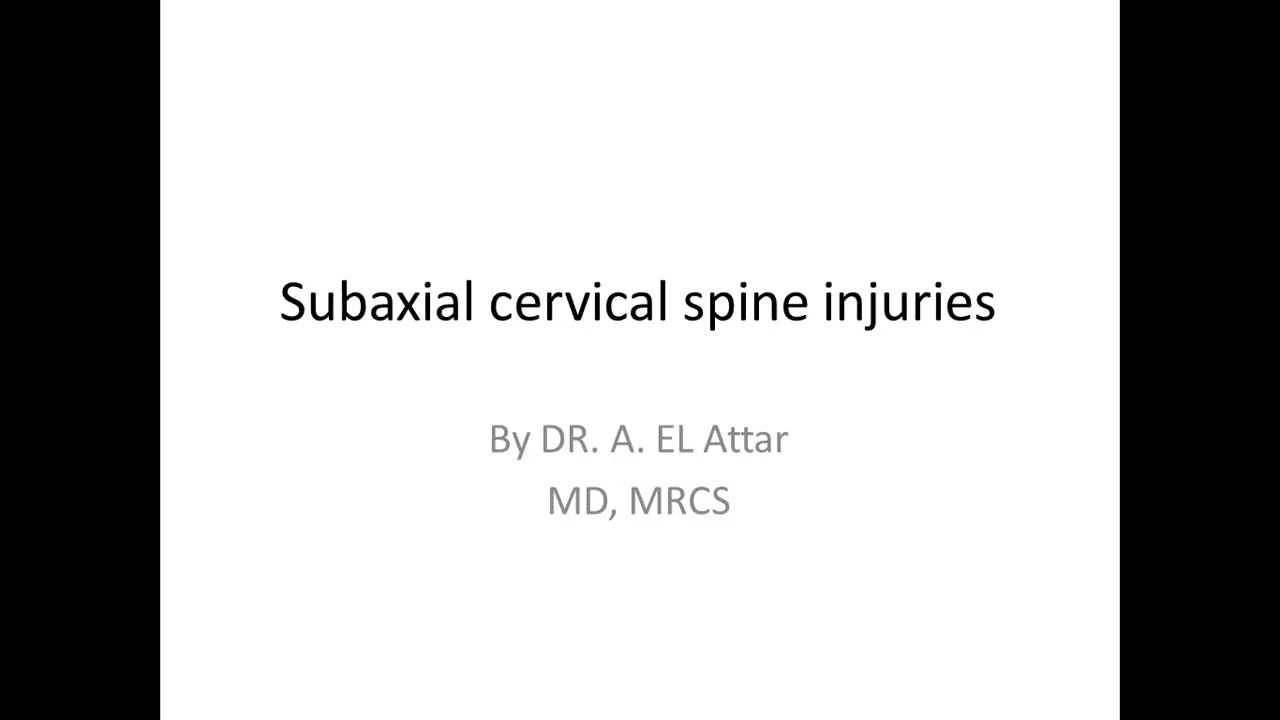 Subaxial cervical spine injuries
By DR. A. EL Attar
MD, MRCS